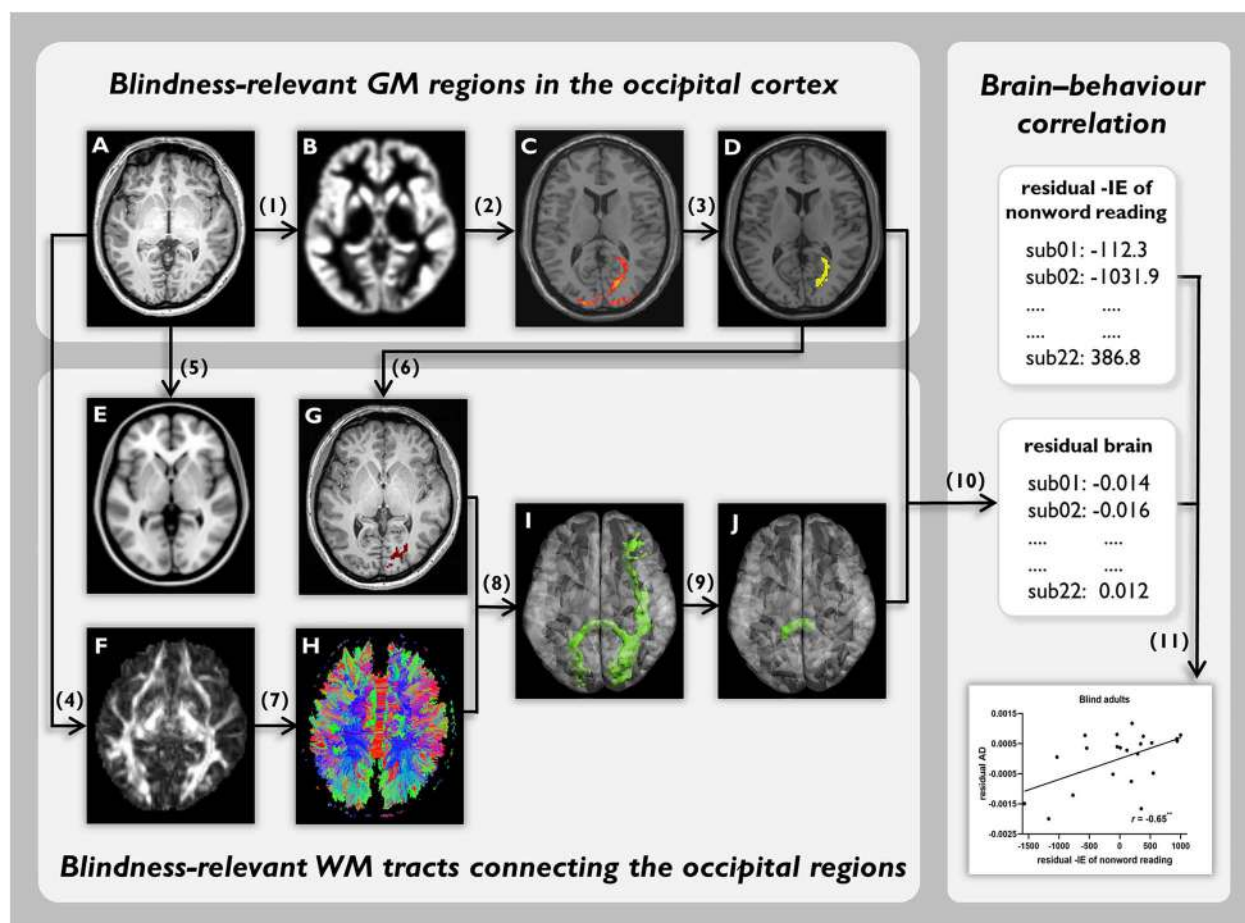 Blindness-relevant GM regions in the occipital cortex
A
B
C
D
(1)
(2)
(3)
(5)
(6)
E
G
F
H
I
J
(4)
(7)
(8)
(9)
Blindness-relevant WM tracts connecting the occipital regions
Brain–behaviour
correlation
residual -IE of
nonword reading
sub01: -112.3
sub02: -1031.9
.... ....
.... ....
sub22: 386.8
residual brain
sub01: -0.014
sub02: -0.016
.... ....
.... ....
sub22: 0.012
(10)
(11)
Blind adults
residual AD
0.0015
0.0005
-0.0005
-0.0015
-0.0025
r = -0.65**
-1500 -1000 -500 0 500 1000
residual -IE of nonword reading